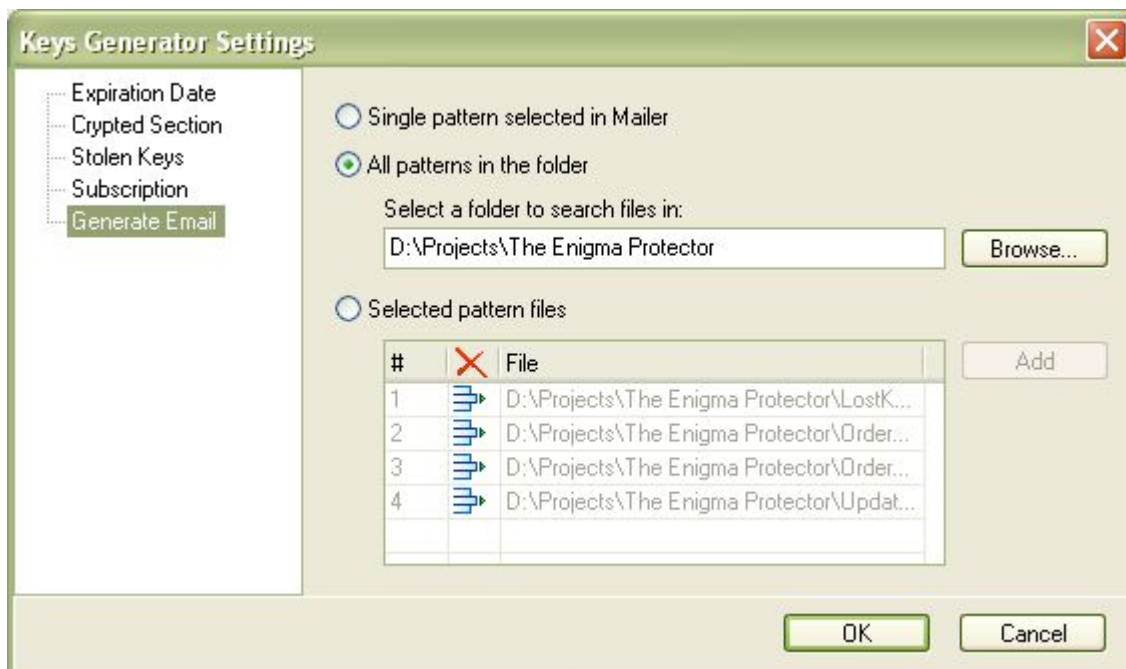 Keys Generator Settings
Expiration Date
Crypted Section
Stolen Keys
Subscription
Generate Email
Single pattern selected in Mailer
All patterns in the folder
Select a folder to search files in:
D:\Projects\The Enigma Protector
Browse...
Selected pattern files
# File
Add
1 D:\Projects\The Enigma Protector\LostK...
2 D:\Projects\The Enigma Protector\Order...
3 D:\Projects\The Enigma Protector\Order...
4 D:\Projects\The Enigma Protector\Updat...
OK
Cancel